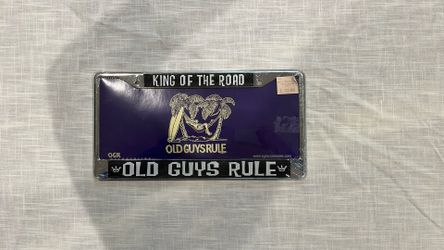 KING OF THE ROAD
OLD GUYS RULE
OGR
OLD GUYS RULE